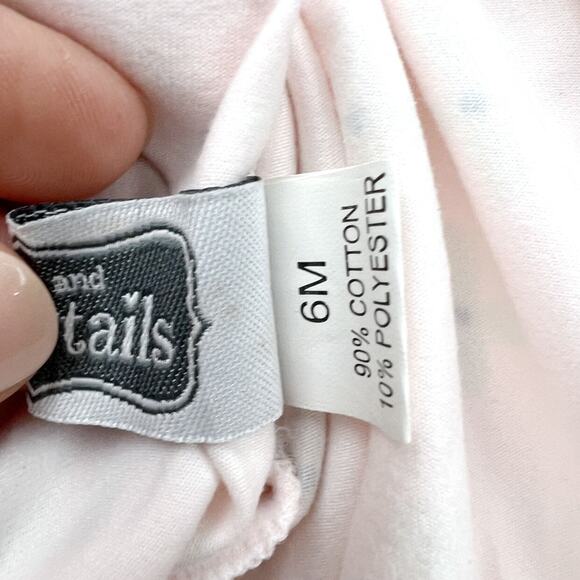 and
tails
6M
90% COTTON
10% POLYESTER